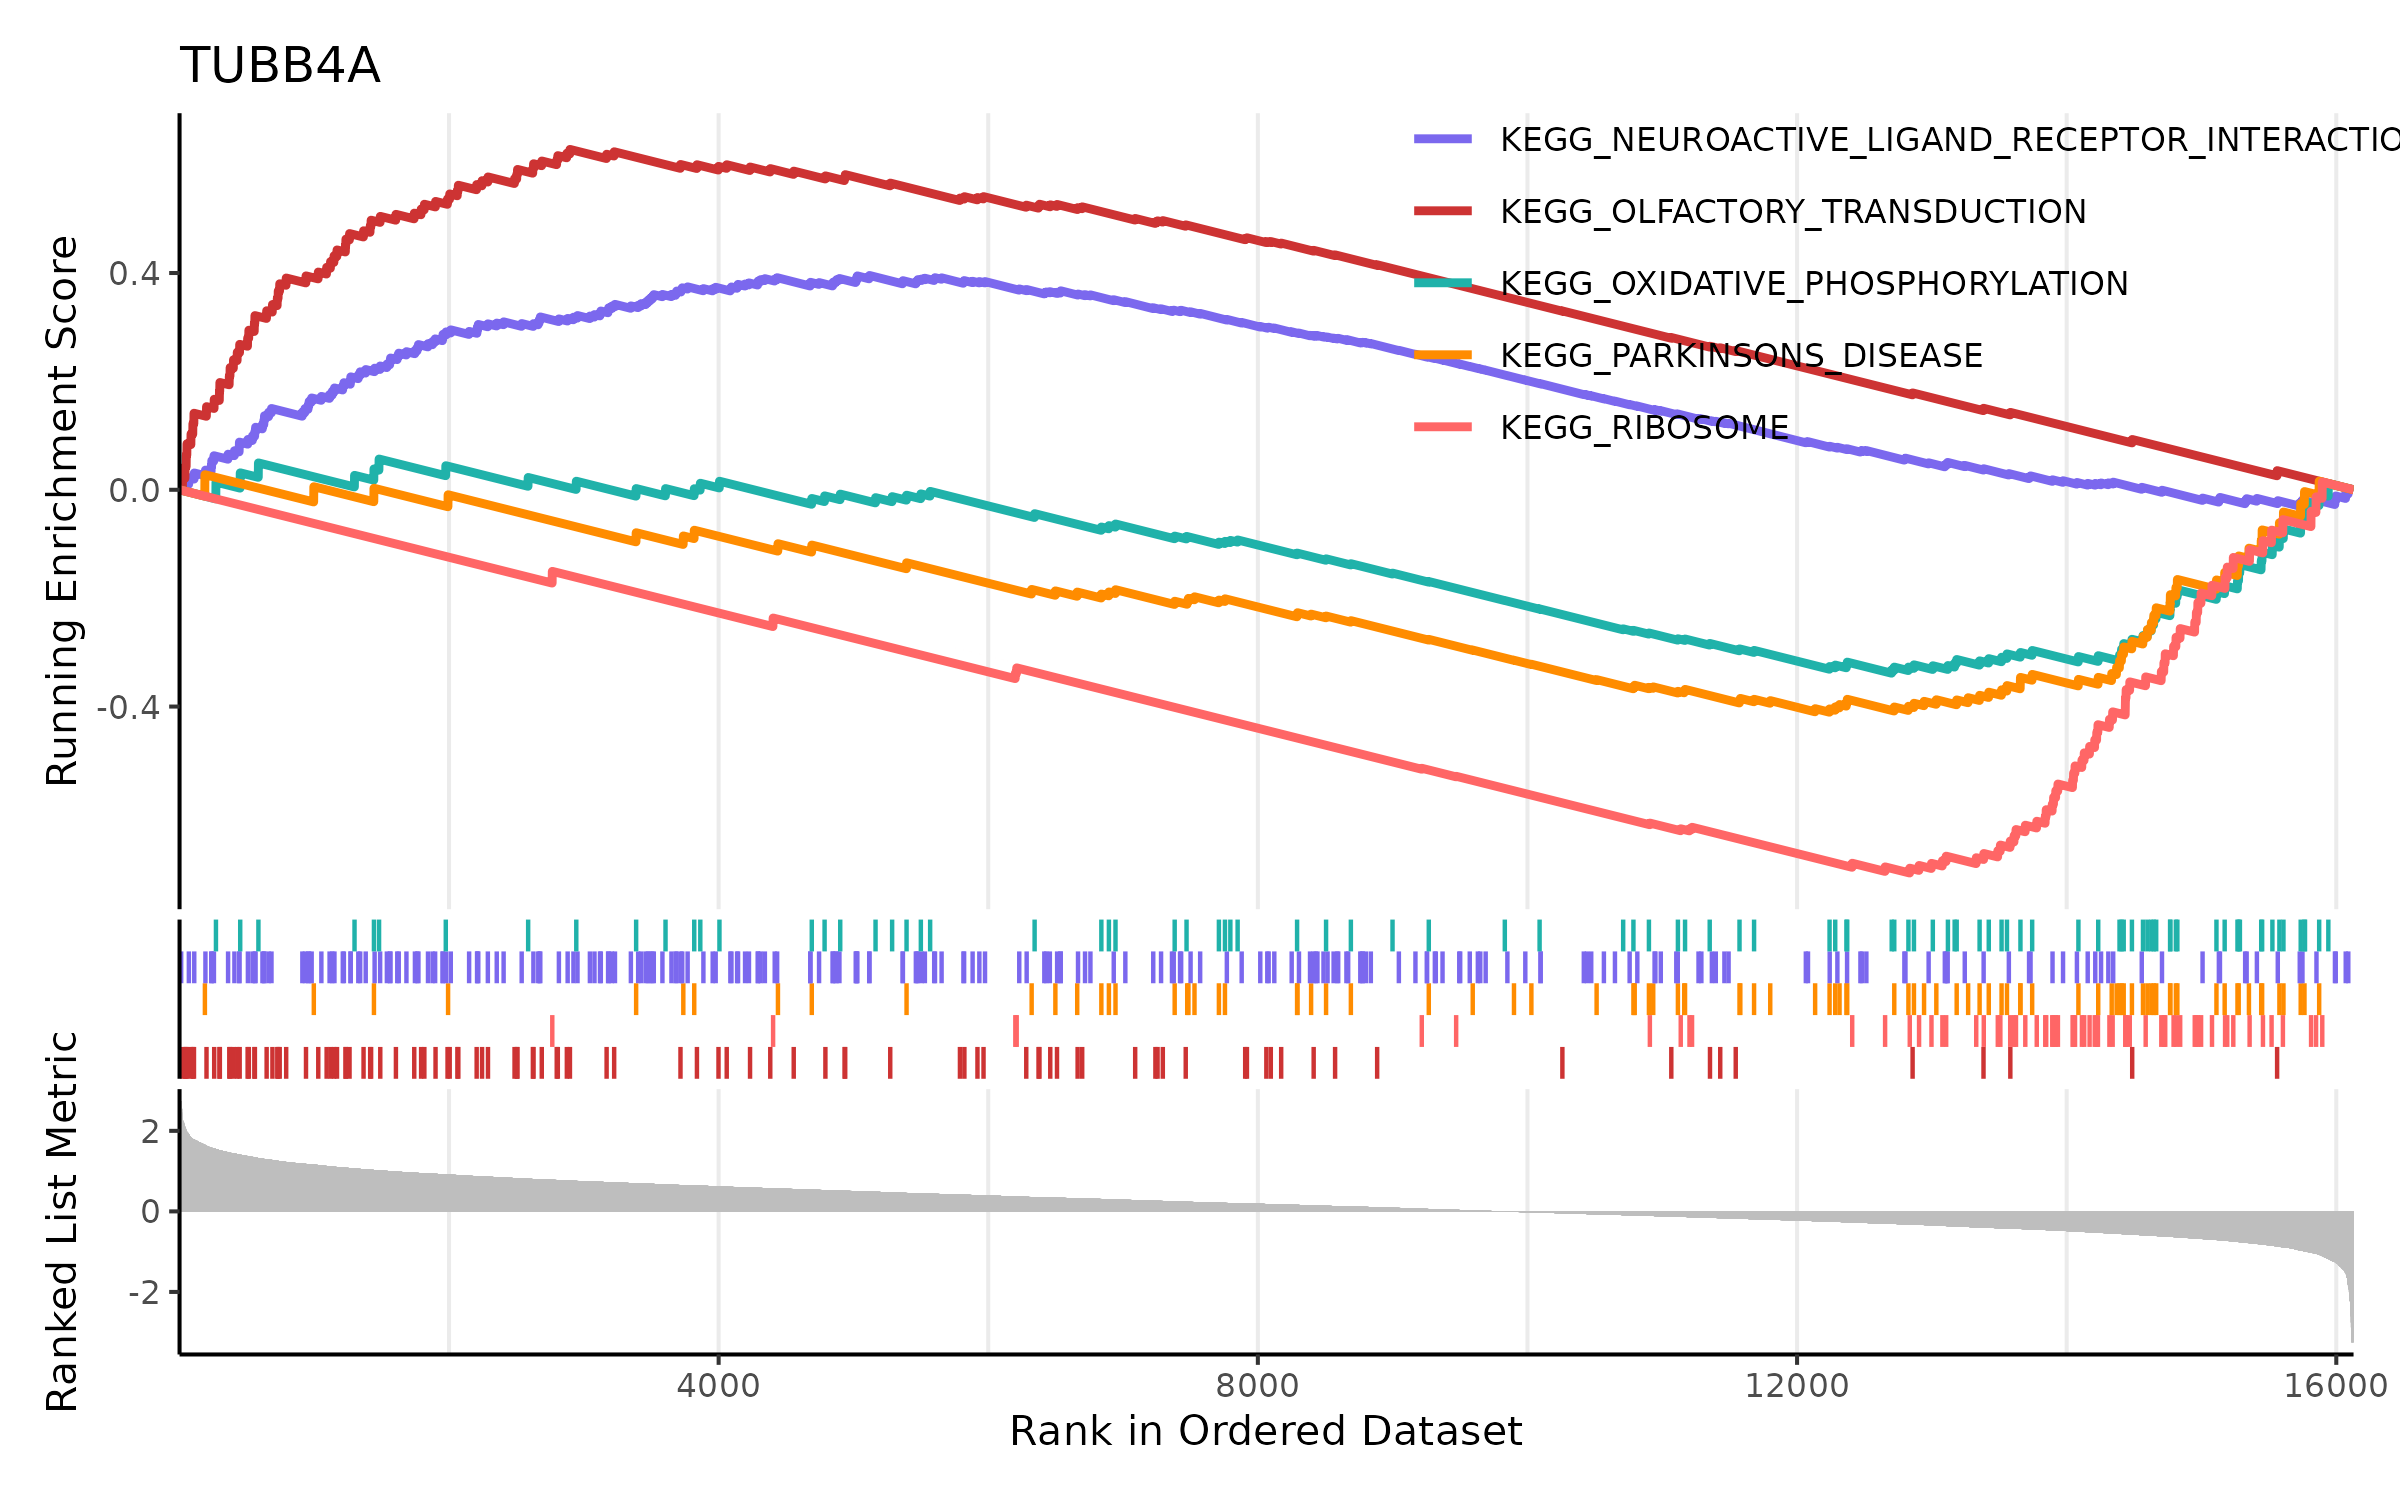 TUBB4A
Running Enrichment Score
0.4
0.0
-0.4
KEGG_NEUROACTIVE_LIGAND_RECEPTOR_INTERACTIO
KEGG_OLFACTORY_TRANSDUCTION
KEGG_OXIDATIVE_PHOSPHORYLATION
KEGG_PARKINSONS_DISEASE
KEGG_RIBOSOME
Ranked List Metric
2
0
-2
4000 8000 12000 16000
Rank in Ordered Dataset